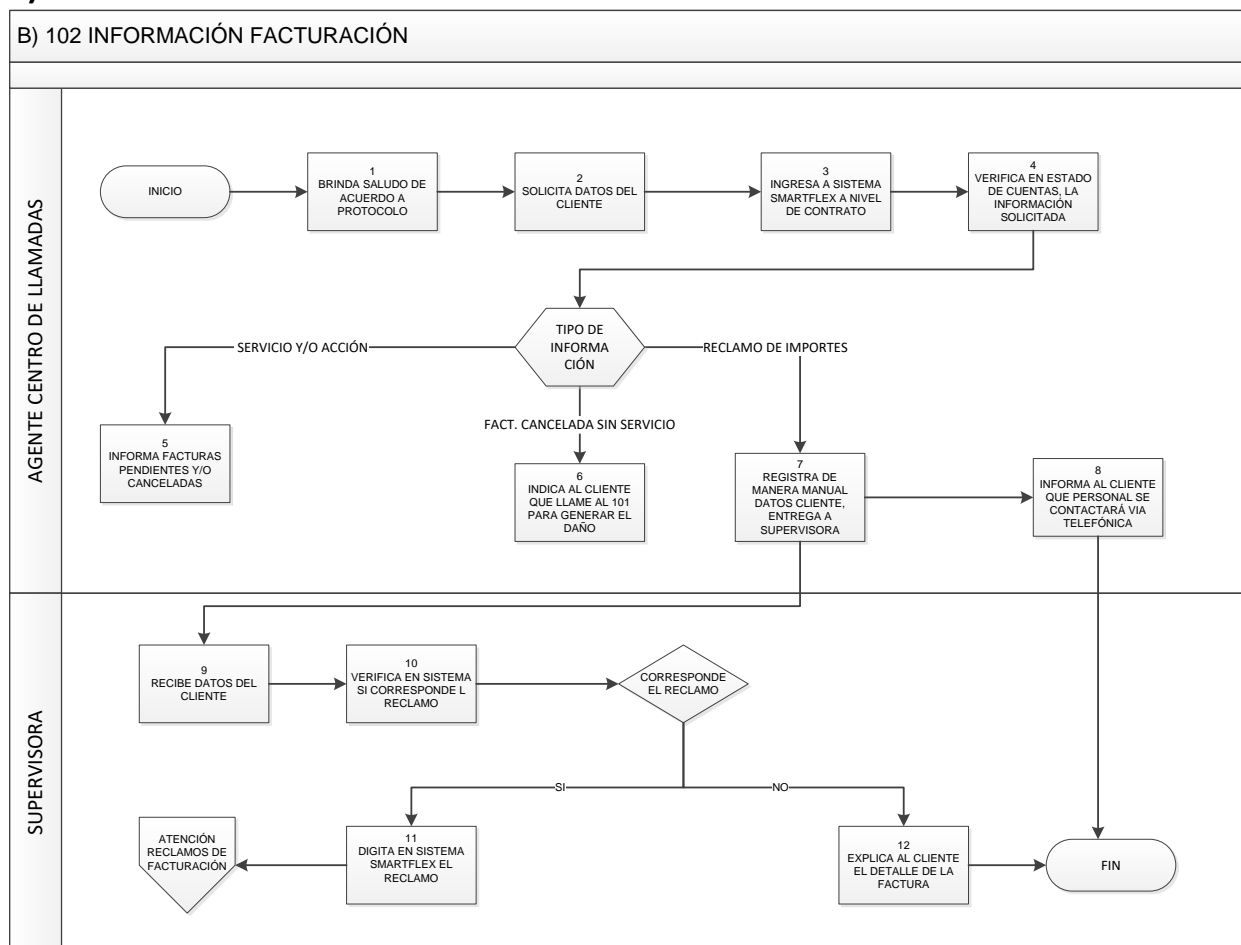 B) 102 INFORMACIÓN FACTURACIÓN
AGENTE CENTRO DE LLAMADAS
INICIO
1
BRINDA SALUDO DE
ACUERDO A
PROTOCOLO
2
SOLICITA DATOS DEL
CLIENTE
3
INGRESA A SISTEMA
SMARTFLEX A NIVEL
DE CONTRATO
4
VERIFICA EN ESTADO
DE CUENTAS, LA
INFORMACIÓN
SOLICITADA
TIPO DE
INFORMA
CIÓN
SERVICIO Y/O ACCIÓN
RECLAMO DE IMPORTES
FACT. CANCELADA SIN SERVICIO
5
INFORMA FACTURAS
PENDIENTES Y/O
CANCELADAS
6
INDICA AL CLIENTE
QUE LLAME AL 101
PARA GENERAR EL
DAÑO
7
REGISTRA DE
MANERA MANUAL
DATOS CLIENTE,
ENTREGA A
SUPERVISORA
8
INFORMA AL CLIENTE
QUE PERSONAL SE
CONTACTARÁ VIA
TELEFÓNICA
SUPERVISORA
9
RECIBE DATOS DEL
CLIENTE
10
VERIFICA EN SISTEMA
SI CORRESPONDE L
RECLAMO
CORRESPONDE
EL RECLAMO
SI
NO
ATENCIÓN
RECLAMOS DE
FACTURACIÓN
11
DIGITA EN SISTEMA
SMARTFLEX EL
RECLAMO
12
EXPLICA AL CLIENTE
EL DETALLE DE LA
FACTURA
FIN